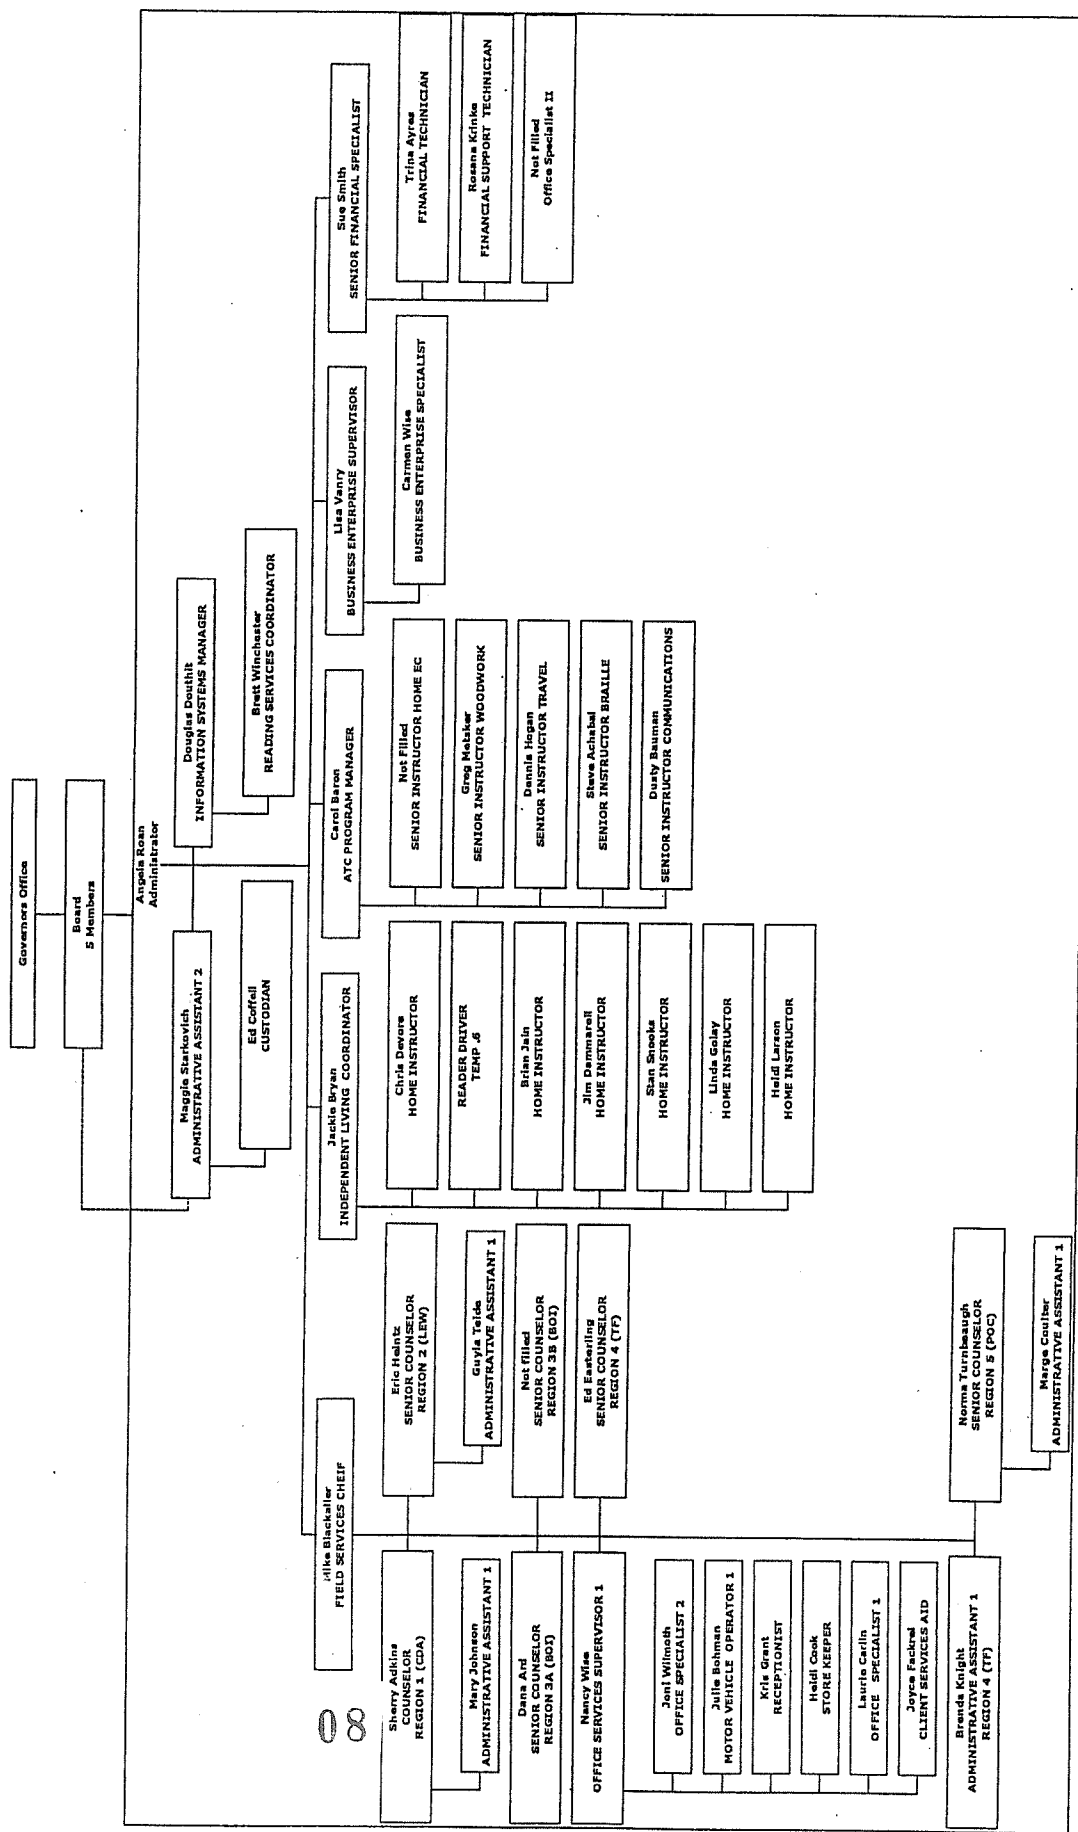 Governors Office
Board
5 Members
Angela Roan
Administrator
Maggie Starkovich
ADMINISTRATIVE ASSISTANT 2
Douglas Douthit
INFORMATION SYSTEMS MANAGER
Ed Coffell
CUSTODIAN
Brett Winchester
READING SERVICES COORDINATOR
Mike Blackaller
FIELD SERVICES CHEIF
Jackie Bryan
INDEPENDENT LIVING COORDINATOR
Carol Baron
ATC PROGRAM MANAGER
Lisa Vanry
BUSINESS ENTERPRISE SUPERVISOR
Sue Smith
SENIOR FINANCIAL SPECIALIST
Sherry Adkins
COUNSELOR
REGION 1 (CDA)
Mary Johnson
ADMINISTRATIVE ASSISTANT 1
Dana Ard
SENIOR COUNSELOR
REGION 3A (BOI)
Nancy Wise
OFFICE SERVICES SUPERVISOR 1
Joni Wilmoth
OFFICE SPECIALIST 2
Julie Bohman
MOTOR VEHICLE OPERATOR 1
Kris Grant
RECEPTIONIST
Heidi Cook
STORE KEEPER
Laurie Carlin
OFFICE SPECIALIST 1
Joyce Fackrel
CLIENT SERVICES AID
Brenda Knight
ADMINISTRATIVE ASSISTANT 1
REGION 4 (TF)
Eric Heintz
SENIOR COUNSELOR
REGION 2 (LEW)
Guyla Teide
ADMINISTRATIVE ASSISTANT 1
Not filled
SENIOR COUNSELOR
REGION 3B (BOI)
Ed Easterling
SENIOR COUNSELOR
REGION 4 (TF)
Norma Turnbeaugh
SENIOR COUNSELOR
REGION 5 (POC)
Marge Coulter
ADMINISTRATIVE ASSISTANT 1
Chris Devore
HOME INSTRUCTOR
READER DRIVER
TEMP .6
Brian Jain
HOME INSTRUCTOR
Jim Dammarell
HOME INSTRUCTOR
Stan Snooks
HOME INSTRUCTOR
Linda Golay
HOME INSTRUCTOR
Heidi Larson
HOME INSTRUCTOR
Not Filled
SENIOR INSTRUCTOR HOME EC
Greg Metsker
SENIOR INSTRUCTOR WOODWORK
Dennis Hogan
SENIOR INSTRUCTOR TRAVEL
Steve Achabal
SENIOR INSTRUCTOR BRAILLE
Dusty Bauman
SENIOR INSTRUCTOR COMMUNICATIONS
Carmen Wise
BUSINESS ENTERPRISE SPECIALIST
Trina Ayres
FINANCIAL TECHNICIAN
Rosana Krinke
FINANCIAL SUPPORT TECHNICIAN
Not Filled
Office Specialist II
08